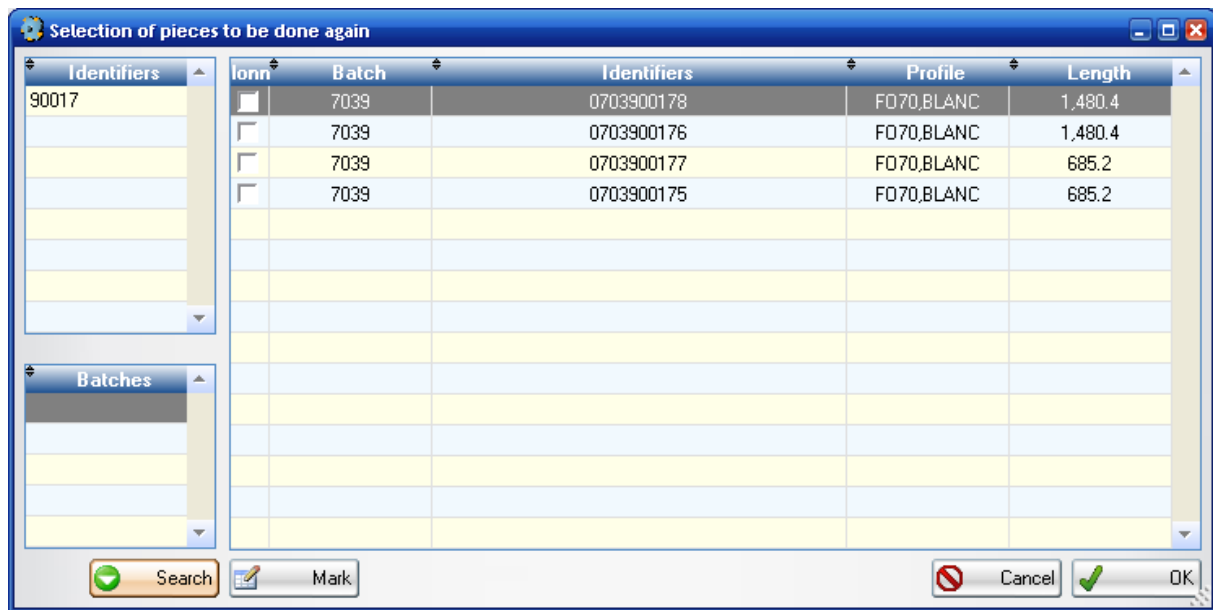 Selection of pieces to be done again
Identifiers
90017
Batches
Search
lonn Batch Identifiers Profile Length
7039 0703900178 FO70,BLANC 1,480.4
7039 0703900176 FO70,BLANC 1,480.4
7039 0703900177 FO70,BLANC 685.2
7039 0703900175 FO70,BLANC 685.2
Mark Cancel OK